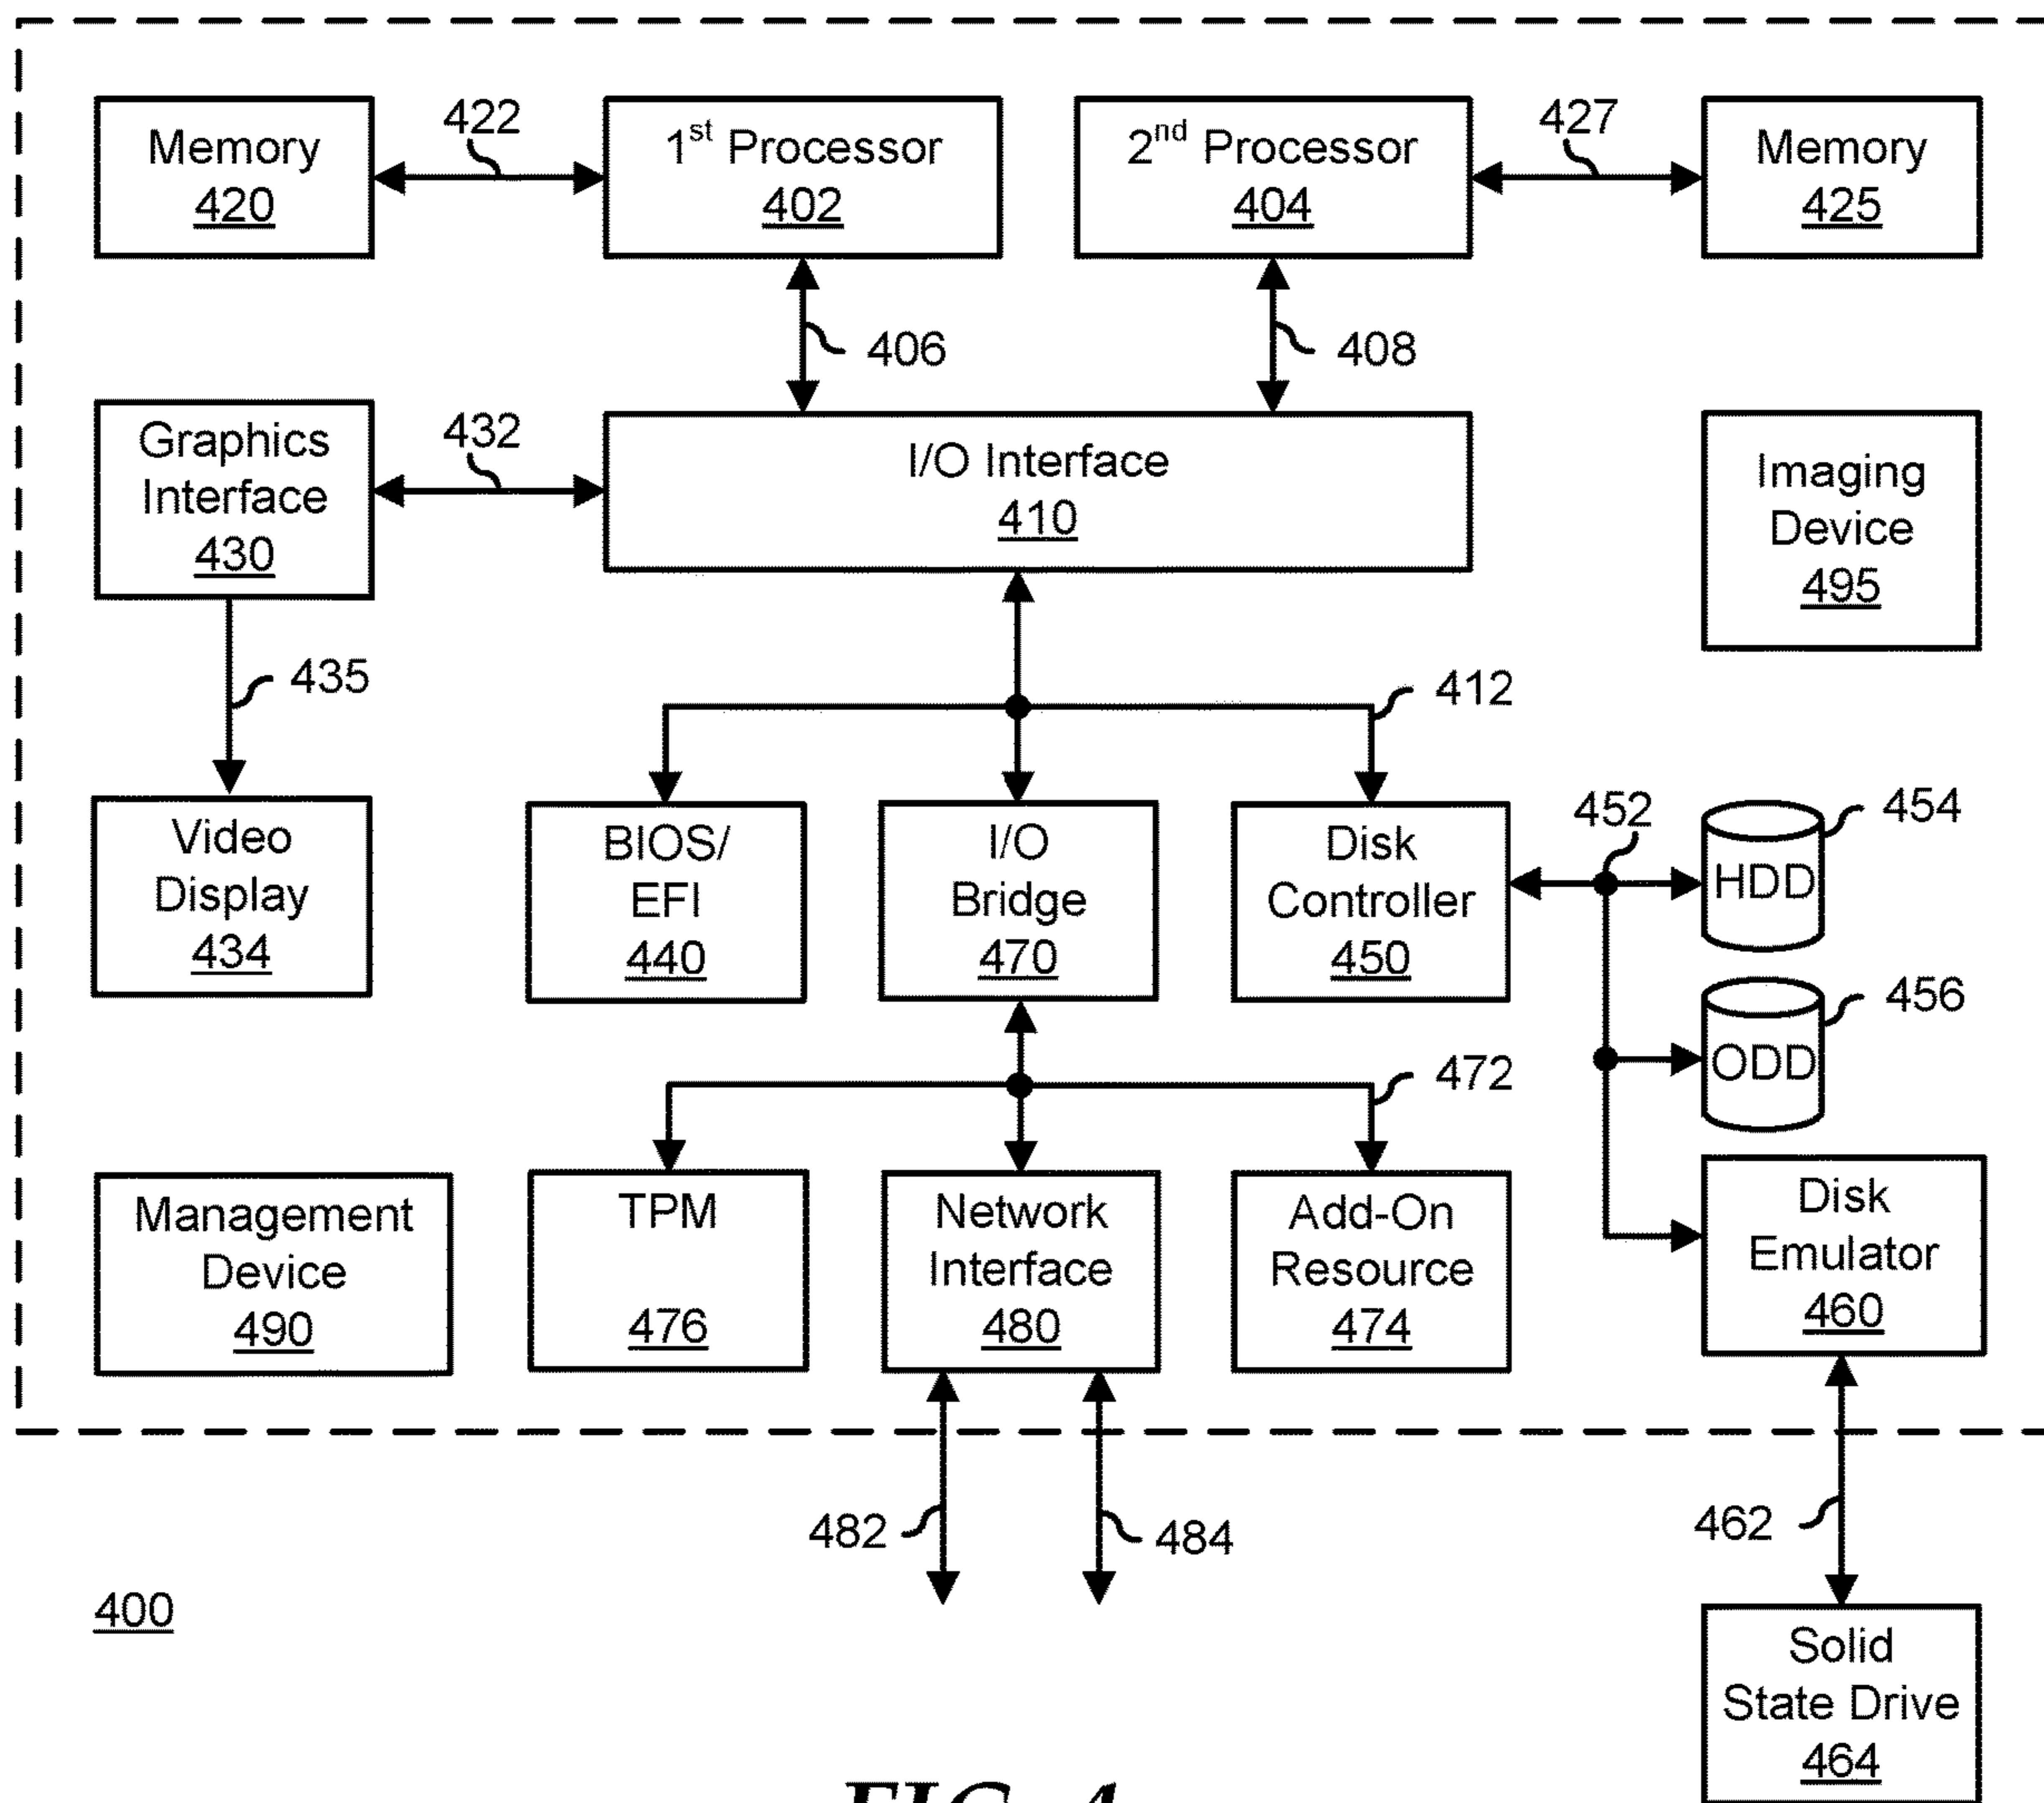 Memory
420
422
1st Processor
402
2nd Processor
404
427
Memory
425
406
408
Graphics
Interface
430
432
I/O Interface
410
Imaging
Device
495
435
412
Video
Display
434
BIOS/
EFI
440
I/O
Bridge
470
Disk
Controller
450
452
454
HDD
456
ODD
472
Management
Device
490
TPM
476
Network
Interface
480
Add-On
Resource
474
Disk
Emulator
460
482
484
462
400
Solid
State Drive
464
FIG. 4